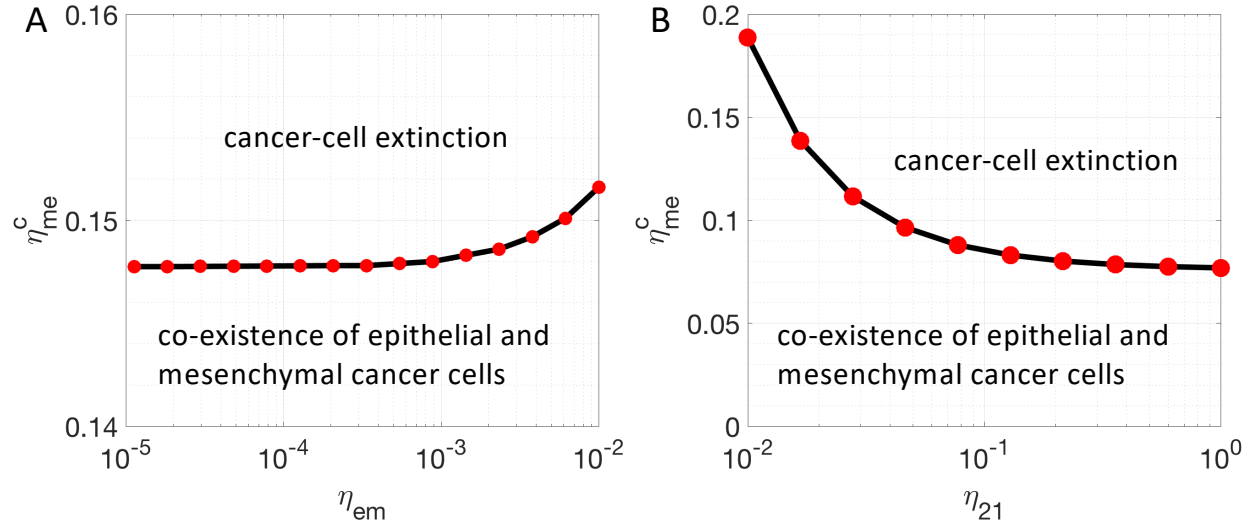 A
0.16
0.15
0.14
η^c_me
cancer-cell extinction
co-existence of epithelial and
mesenchymal cancer cells
10^-5
10^-4
10^-3
10^-2
η_em
B
0.2
0.15
0.1
0.05
0
η^c_me
cancer-cell extinction
co-existence of epithelial and
mesenchymal cancer cells
10^-2
10^-1
10^0
η_21